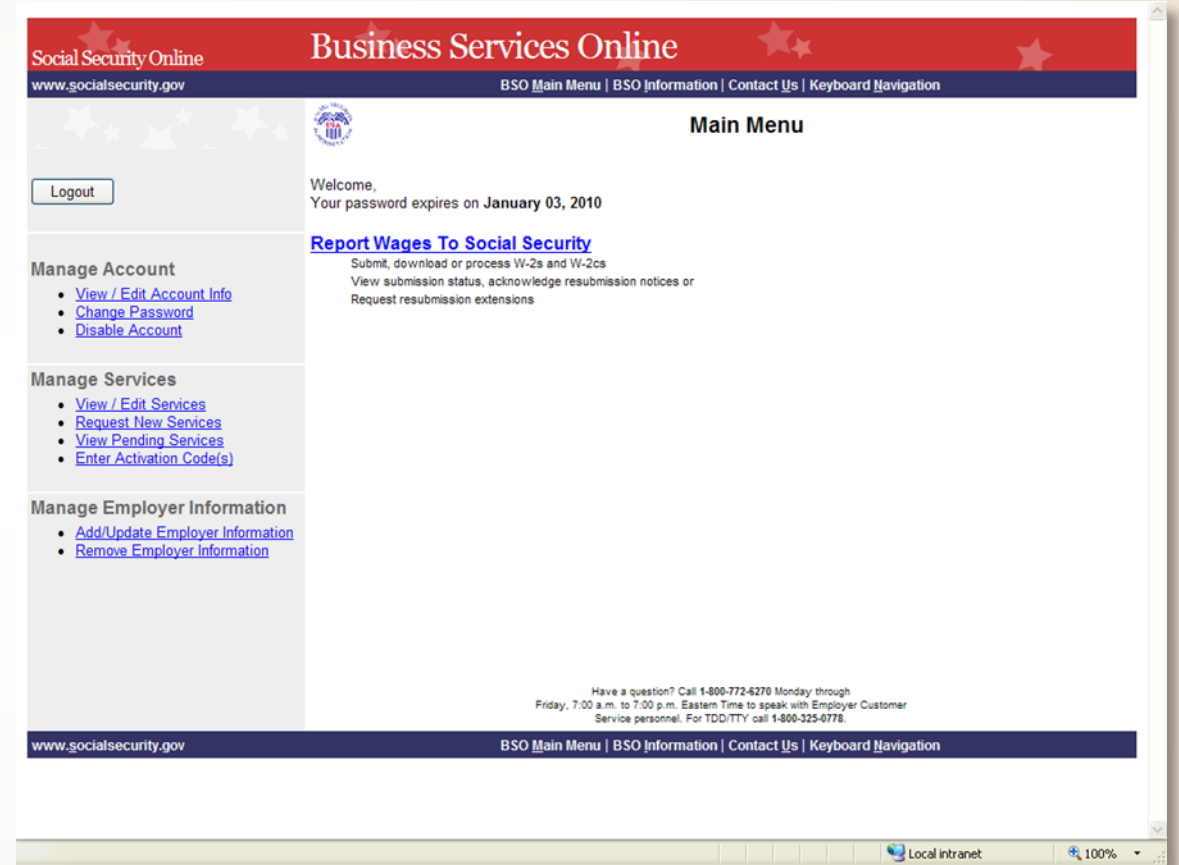 Social Security Online
Business Services Online
www.socialsecurity.gov
BSO Main Menu | BSO Information | Contact Us | Keyboard Navigation
Main Menu
Logout
Welcome,
Your password expires on January 03, 2010
Report Wages To Social Security
Submit, download or process W-2s and W-2cs
View submission status, acknowledge resubmission notices or
Request resubmission extensions
Manage Account
View / Edit Account Info
Change Password
Disable Account
Manage Services
View / Edit Services
Request New Services
View Pending Services
Enter Activation Code(s)
Manage Employer Information
Add/Update Employer Information
Remove Employer Information
Have a question? Call 1-800-772-6270 Monday through
Friday, 7:00 a.m. to 7:00 p.m. Eastern Time to speak with Employer Customer
Service personnel. For TDD/TTY call 1-800-325-0778.
www.socialsecurity.gov
BSO Main Menu | BSO Information | Contact Us | Keyboard Navigation
Local intranet
100%